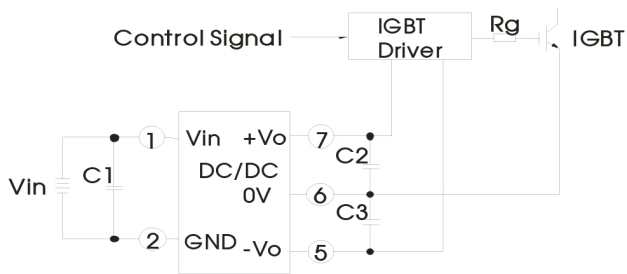 Control Signal
IGBT
Driver
Rg
IGBT
1
Vin
+Vo
7
C1
DC/DC
C2
Vin
0V
6
C3
2
GND
-Vo
5